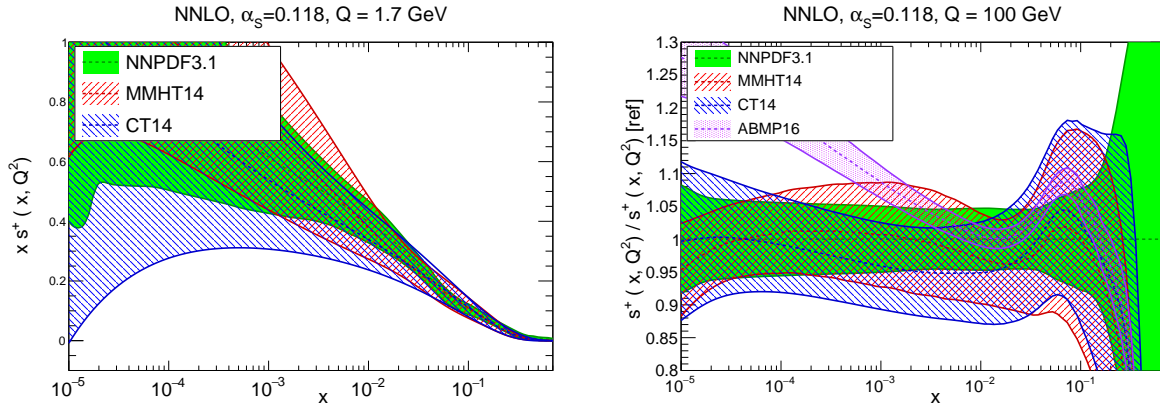 NNLO, α_S=0.118, Q = 1.7 GeV
x s⁺ ( x, Q²)
1
0.8
0.6
0.4
0.2
0
NNPDF3.1
MMHT14
CT14
10⁻⁵
10⁻⁴
10⁻³
10⁻²
10⁻¹
x
NNLO, α_S=0.118, Q = 100 GeV
s⁺ ( x, Q²) / s⁺ ( x, Q²) [ref]
1.3
1.25
1.2
1.15
1.1
1.05
1
0.95
0.9
0.85
0.8
NNPDF3.1
MMHT14
CT14
ABMP16
10⁻⁵
10⁻⁴
10⁻³
10⁻²
10⁻¹
x